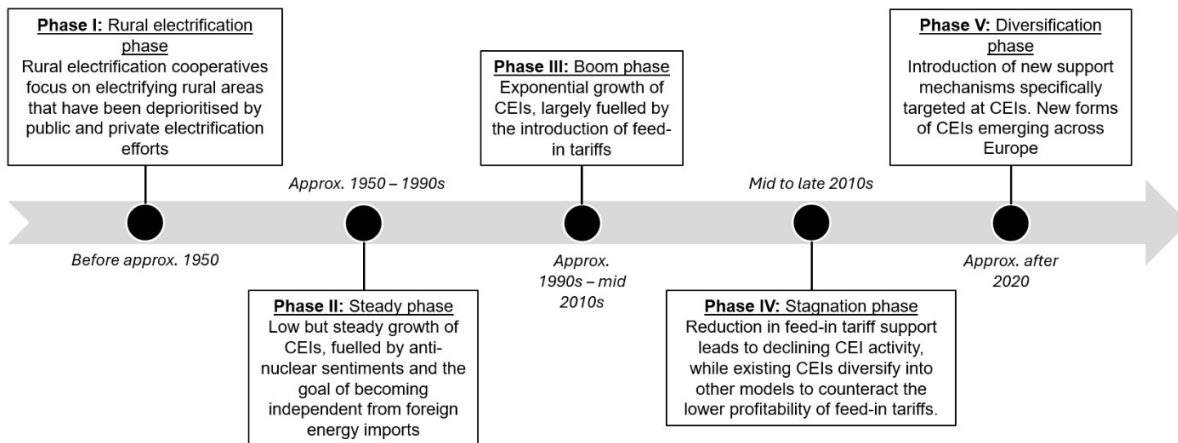 Phase I: Rural electrification
phase
Rural electrification cooperatives
focus on electrifying rural areas
that have been deprioritised by
public and private electrification
efforts
Before approx. 1950
Approx. 1950 – 1990s
Phase II: Steady phase
Low but steady growth of
CEIs, fuelled by anti-
nuclear sentiments and the
goal of becoming
independent from foreign
energy imports
Phase III: Boom phase
Exponential growth of
CEIs, largely fuelled by
the introduction of feed-
in tariffs
Approx.
1990s – mid
2010s
Mid to late 2010s
Phase IV: Stagnation phase
Reduction in feed-in tariff support
leads to declining CEI activity,
while existing CEIs diversify into
other models to counteract the
lower profitability of feed-in tariffs.
Phase V: Diversification
phase
Introduction of new support
mechanisms specifically
targeted at CEIs. New forms
of CEIs emerging across
Europe
Approx. after
2020